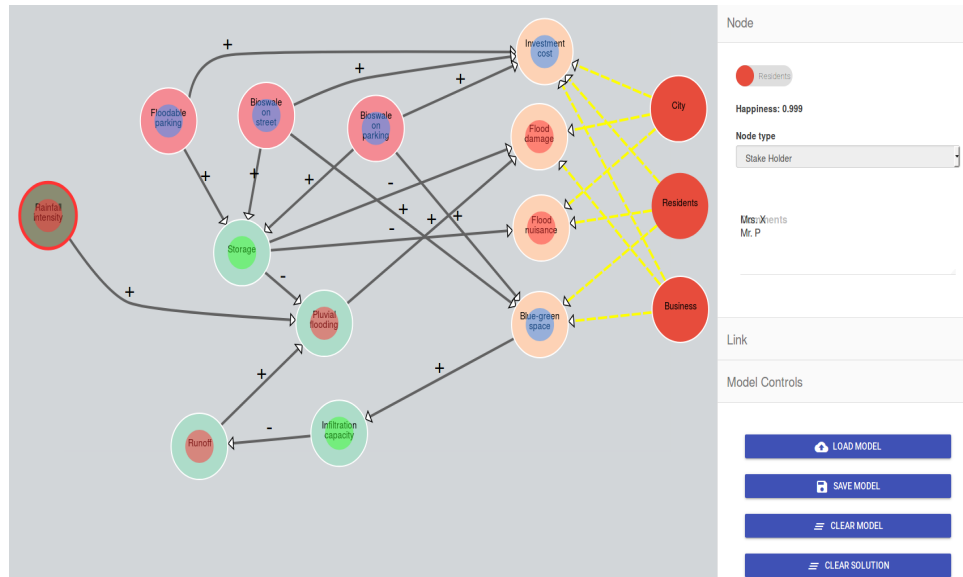 Investment
cost
Floodable
parking
Bioswale
on
street
Bioswale
on
parking
Flood
damage
City
Rainfall
intensity
Storage
Flood
nuisance
Residents
Pluvial
flooding
Blue-green
space
Business
Runoff
Infiltration
capacity
+
+
+
+
+
+
-
+
+
+
-
-
+
+
+
-
Node
Residents
Happiness: 0.999
Node type
Stake Holder
Mrs. X
Mr. P
Link
Model Controls
LOAD MODEL
SAVE MODEL
CLEAR MODEL
CLEAR SOLUTION